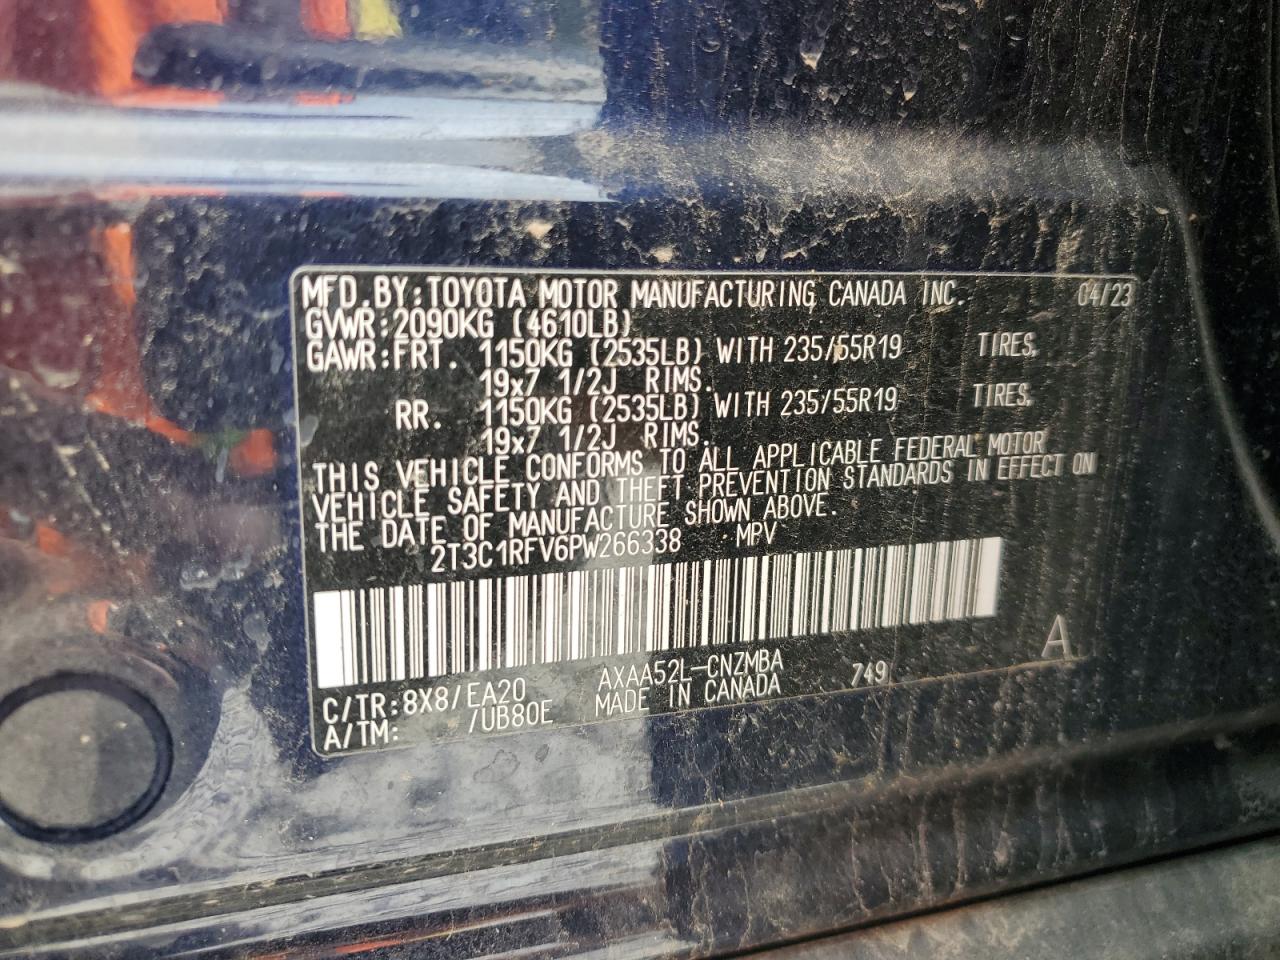 MFD.BY:TOYOTA MOTOR MANUFACTURING CANADA INC. 04/23
GVWR:2090KG (4610LB)
GAWR:FRT. 1150KG (2535LB) WITH 235/55R19 TIRES,
19x7 1/2J RIMS.
RR. 1150KG (2535LB) WITH 235/55R19 TIRES,
19x7 1/2J RIMS.
THIS VEHICLE CONFORMS TO ALL APPLICABLE FEDERAL MOTOR
VEHICLE SAFETY AND THEFT PREVENTION STANDARDS IN EFFECT ON
THE DATE OF MANUFACTURE SHOWN ABOVE.
2T3C1RFV6PW266338 MPV
A
C/TR:8X8/EA20 AXAA52L-CNZMBA 749
A/TM: /UB80E MADE IN CANADA